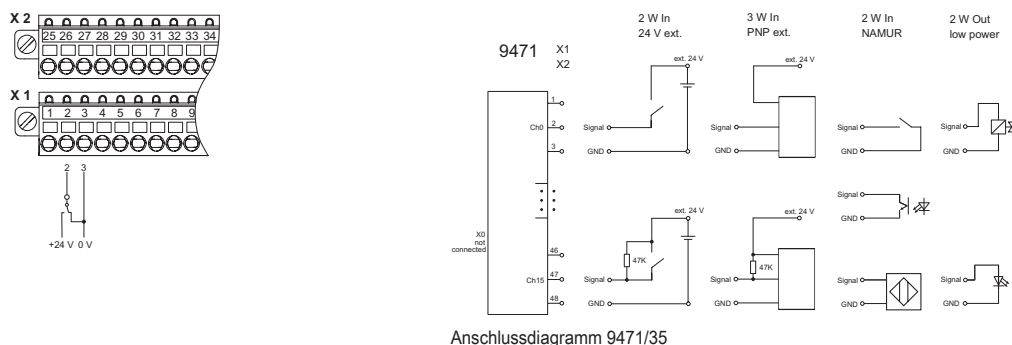 X 2
25 26 27 28 29 30 31 32 33 34
X 1
1 2 3 4 5 6 7 8 9
2 3
+24 V 0 V
2 W In
24 V ext.
3 W In
PNP ext.
2 W In
NAMUR
2 W Out
low power
9471
X1
X2
1
Ch0 2
3
X0
not
connected
46
Ch15 47
48
ext. 24 V
Signal
GND
ext. 24 V
Signal
GND
Signal
GND
Signal
GND
Signal
GND
ext. 24 V
47K
Signal
GND
ext. 24 V
47K
Signal
GND
Signal
GND
Signal
GND
Anschlussdiagramm 9471/35